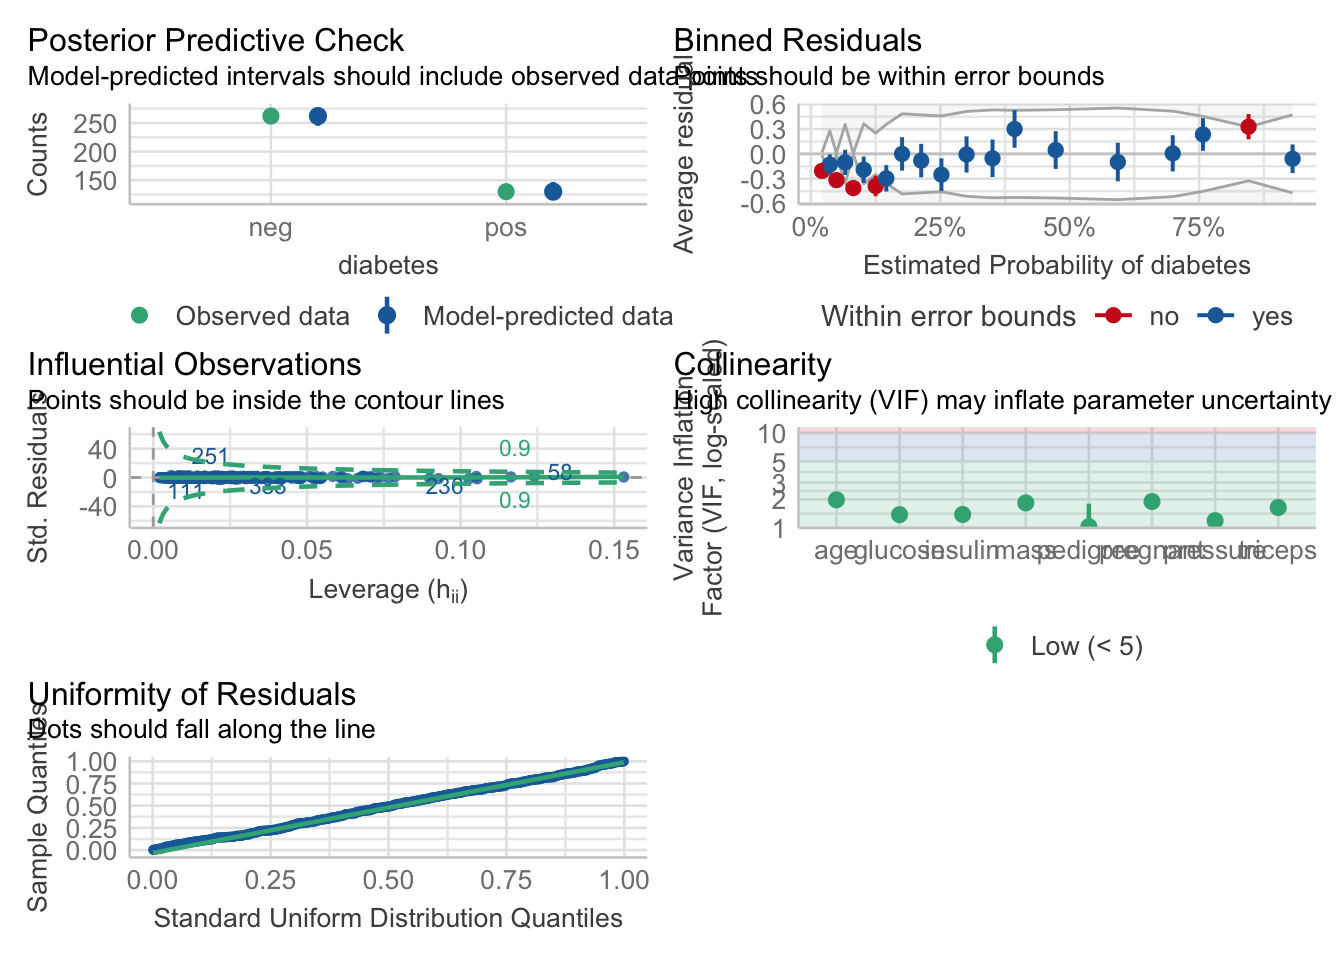 Posterior Predictive Check
Model-predicted intervals should include observed data points
Counts
250
200
150
neg
pos
diabetes
Observed data
Model-predicted data
Binned Residuals
Points should be within error bounds
Average residual
0.6
0.3
0.0
-0.3
-0.6
0%
25%
50%
75%
Estimated Probability of diabetes
Within error bounds
no
yes
Influential Observations
Points should be inside the contour lines
Std. Residuals
40
0
-40
251
111
383
236
58
0.9
0.9
0.00
0.05
0.10
0.15
Leverage (hii)
Collinearity
High collinearity (VIF) may inflate parameter uncertainty
Variance Inflation
Factor (VIF, log-scaled)
10
5
3
2
1
age
glucose
insulin
mass
pedigree
pregnant
pressure
triceps
Low (< 5)
Uniformity of Residuals
Dots should fall along the line
Sample Quantiles
1.00
0.75
0.50
0.25
0.00
0.00
0.25
0.50
0.75
1.00
Standard Uniform Distribution Quantiles